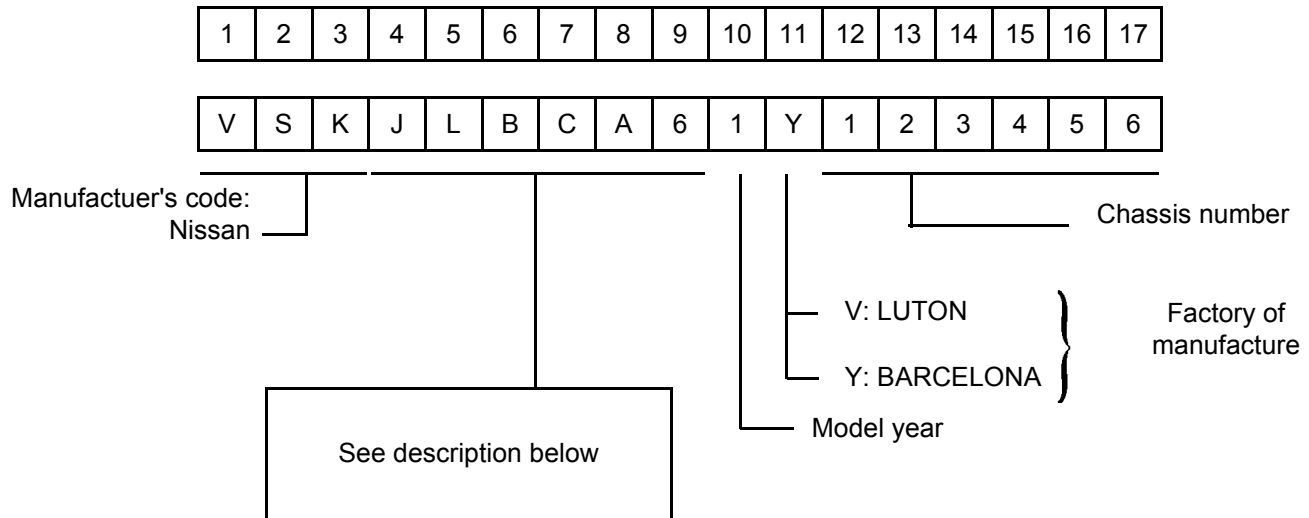 1 2 3 4 5 6 7 8 9 10 11 12 13 14 15 16 17
V S K J L B C A 6 1 Y 1 2 3 4 5 6
Manufactuer's code:
Nissan
Chassis number
V: LUTON
Y: BARCELONA
Factory of
manufacture
Model year
See description below